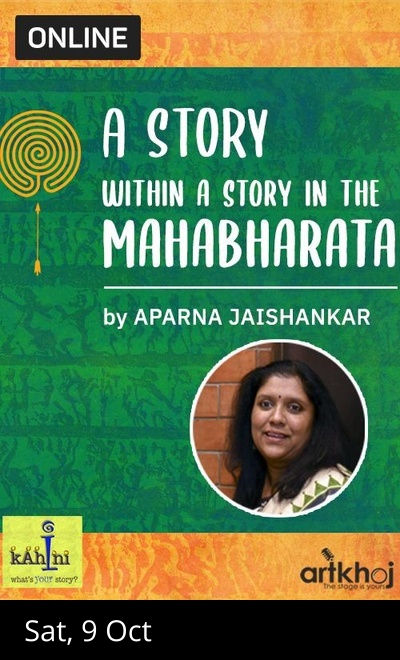 ONLINE
A STORY
WITHIN A STORY IN THE
MAHABHARATA
by APARNA JAISHANKAR
kAhInI
what's your story?
artkhoj
The stage is yours
Sat, 9 Oct